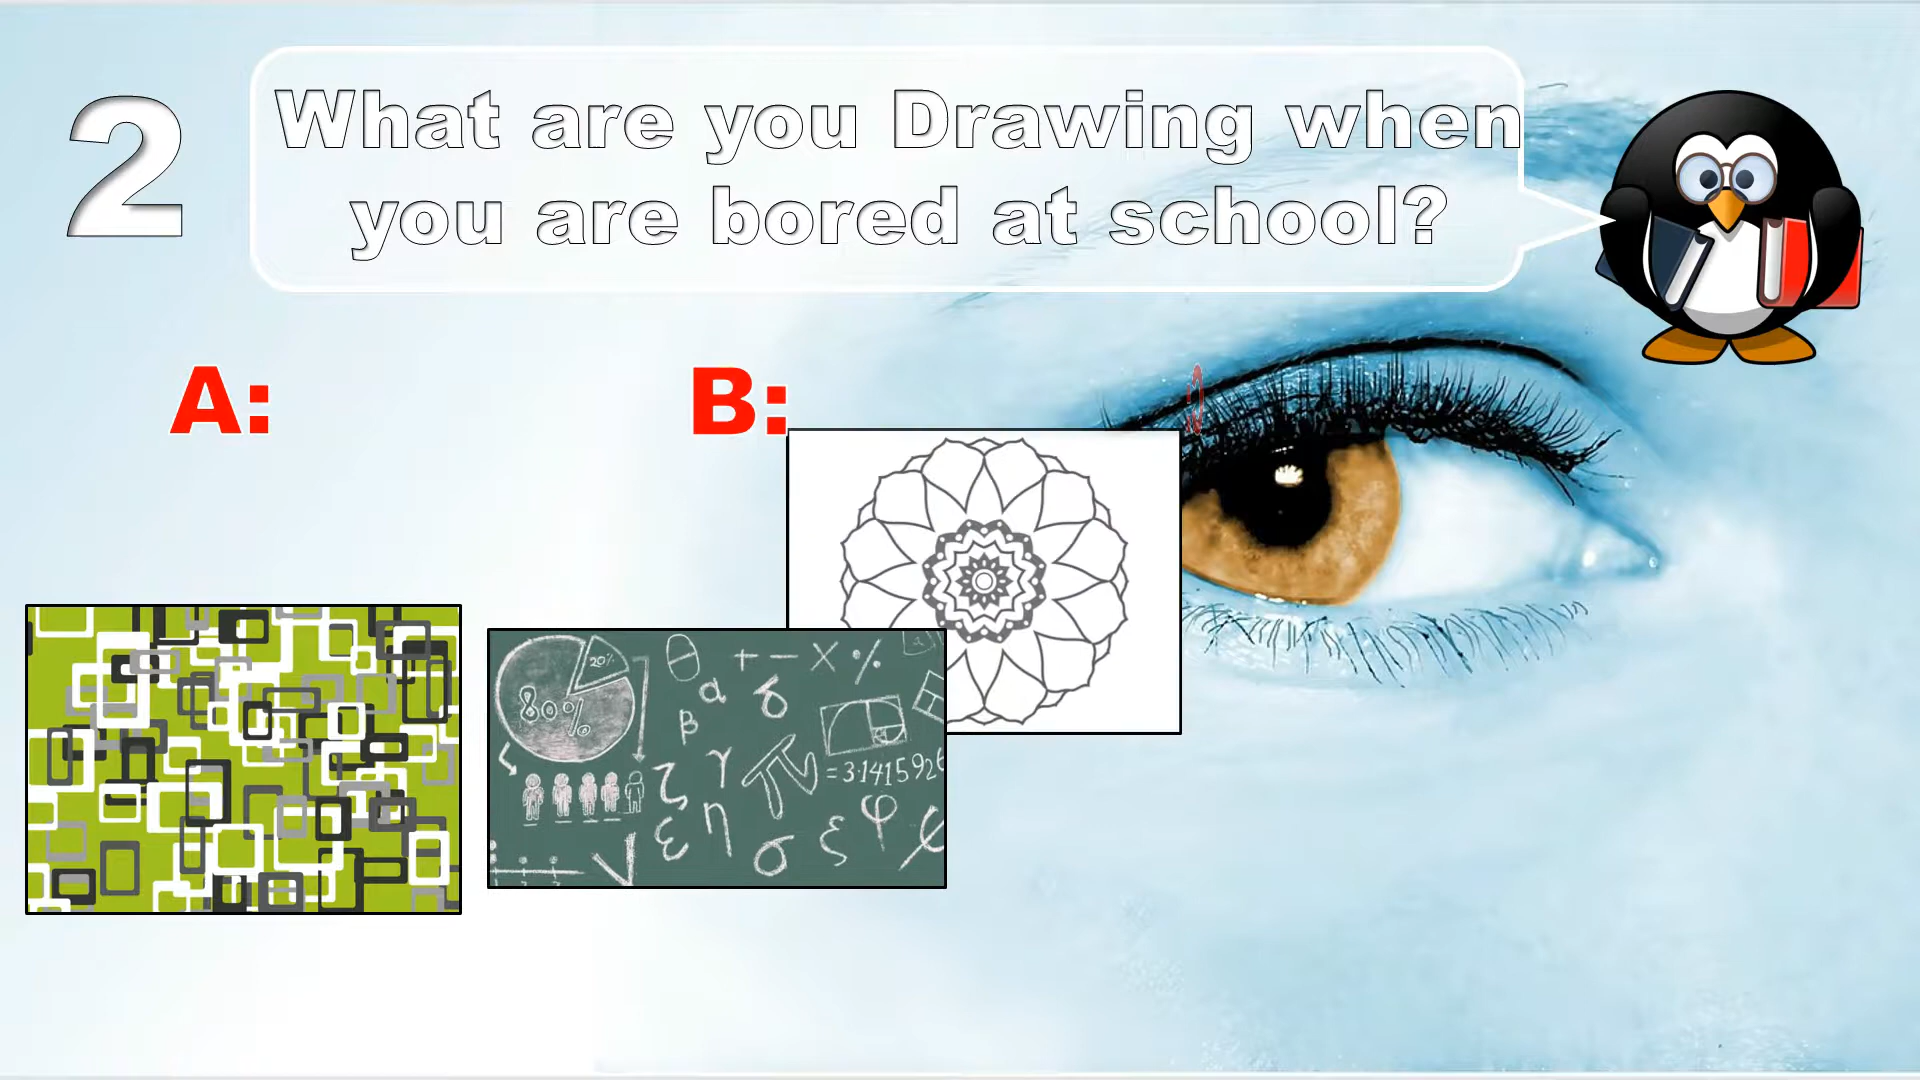 2
What are you Drawing when
you are bored at school?
A:
B:
20%
80%
θ + − × %
α δ
β
γ π
ζ
= 3.141592
ε η σ ξ φ
√